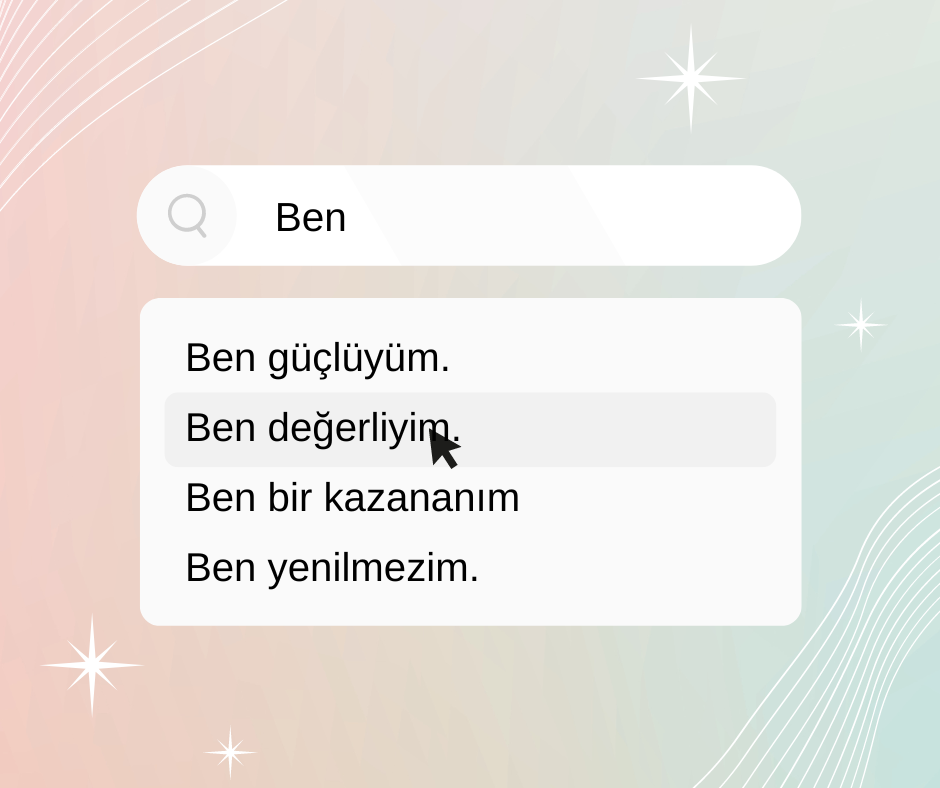 Ben
Ben güçlüyüm.
Ben değerliyim.
Ben bir kazananım
Ben yenilmezim.